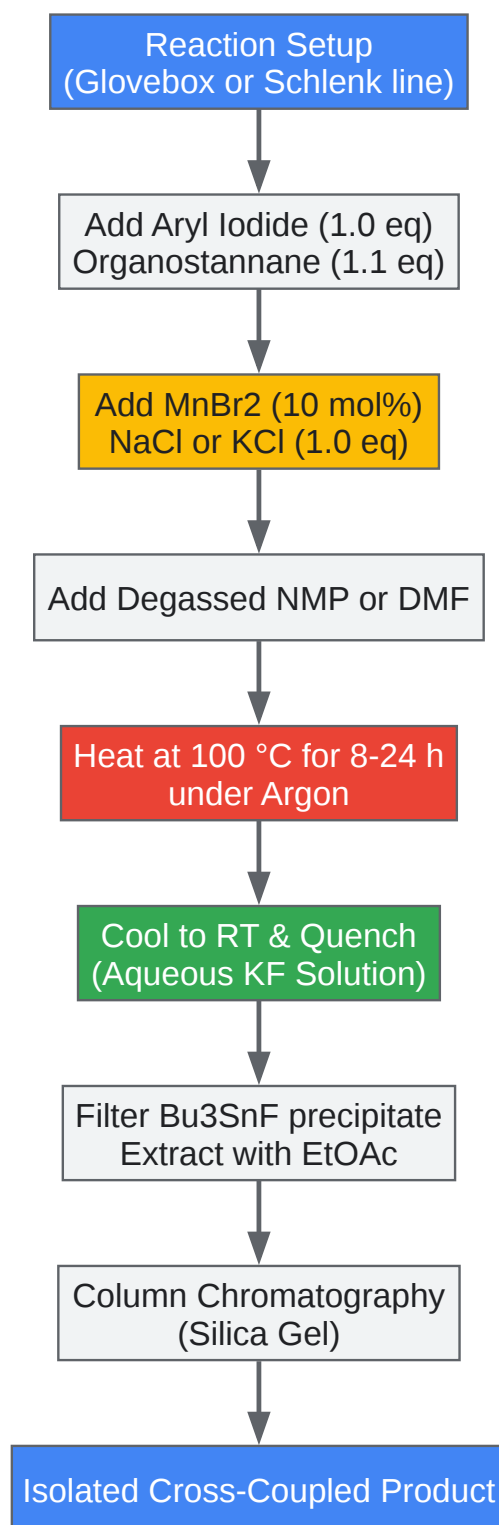 Reaction Setup
(Glovebox or Schlenk line)
Add Aryl Iodide (1.0 eq)
Organostannane (1.1 eq)
Add MnBr2 (10 mol%)
NaCl or KCl (1.0 eq)
Add Degassed NMP or DMF
Heat at 100 °C for 8-24 h
under Argon
Cool to RT & Quench
(Aqueous KF Solution)
Filter Bu3SnF precipitate
Extract with EtOAc
Column Chromatography
(Silica Gel)
Isolated Cross-Coupled Product